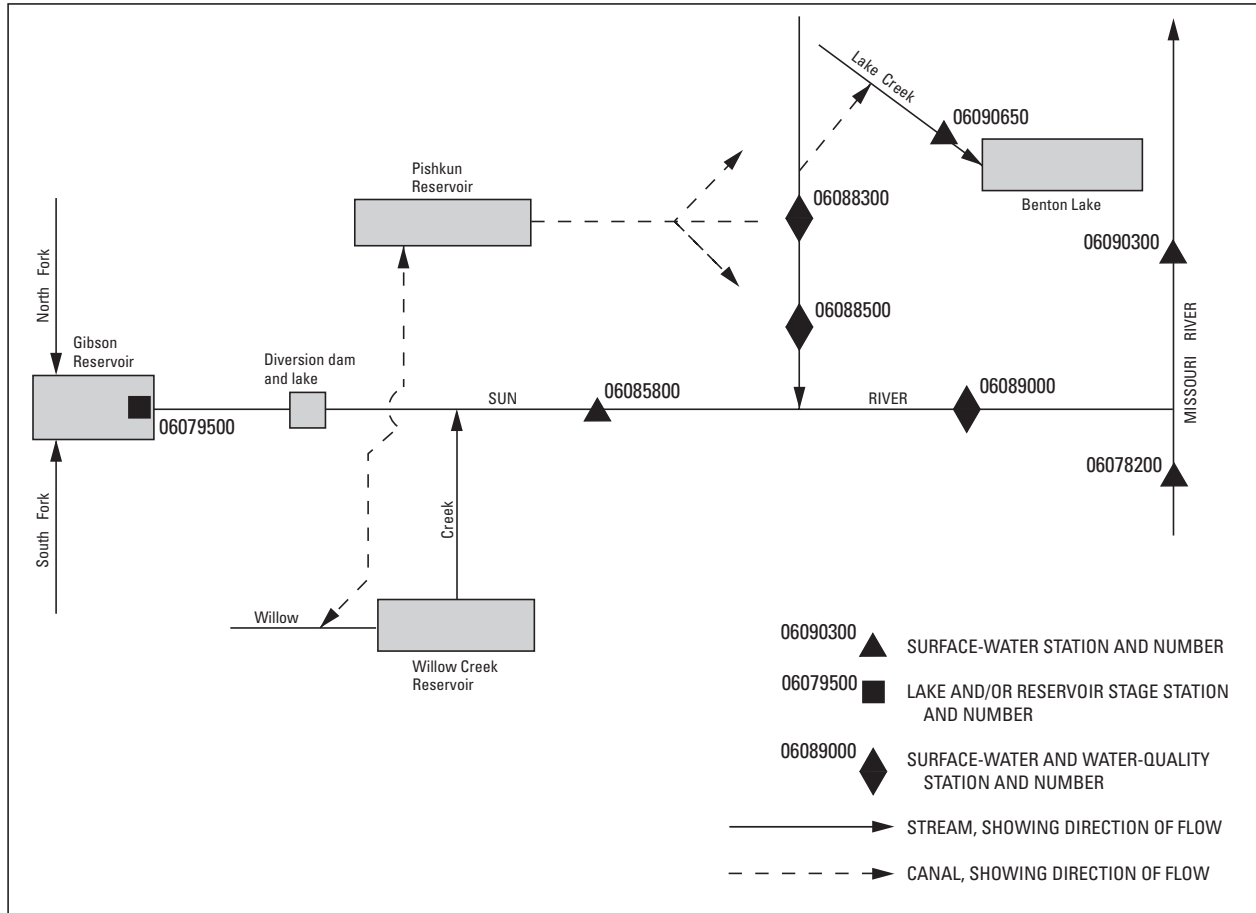 Lake Creek
06090650
Pishkun
Reservoir
06088300
Benton Lake
06090300
North Fork
06088500
MISSOURI RIVER
Gibson
Reservoir
Diversion dam
and lake
06085800
06089000
SUN
RIVER
06079500
06078200
South Fork
Creek
Willow
Willow Creek
Reservoir
06090300
SURFACE-WATER STATION AND NUMBER
06079500
LAKE AND/OR RESERVOIR STAGE STATION
AND NUMBER
06089000
SURFACE-WATER AND WATER-QUALITY
STATION AND NUMBER
STREAM, SHOWING DIRECTION OF FLOW
CANAL, SHOWING DIRECTION OF FLOW